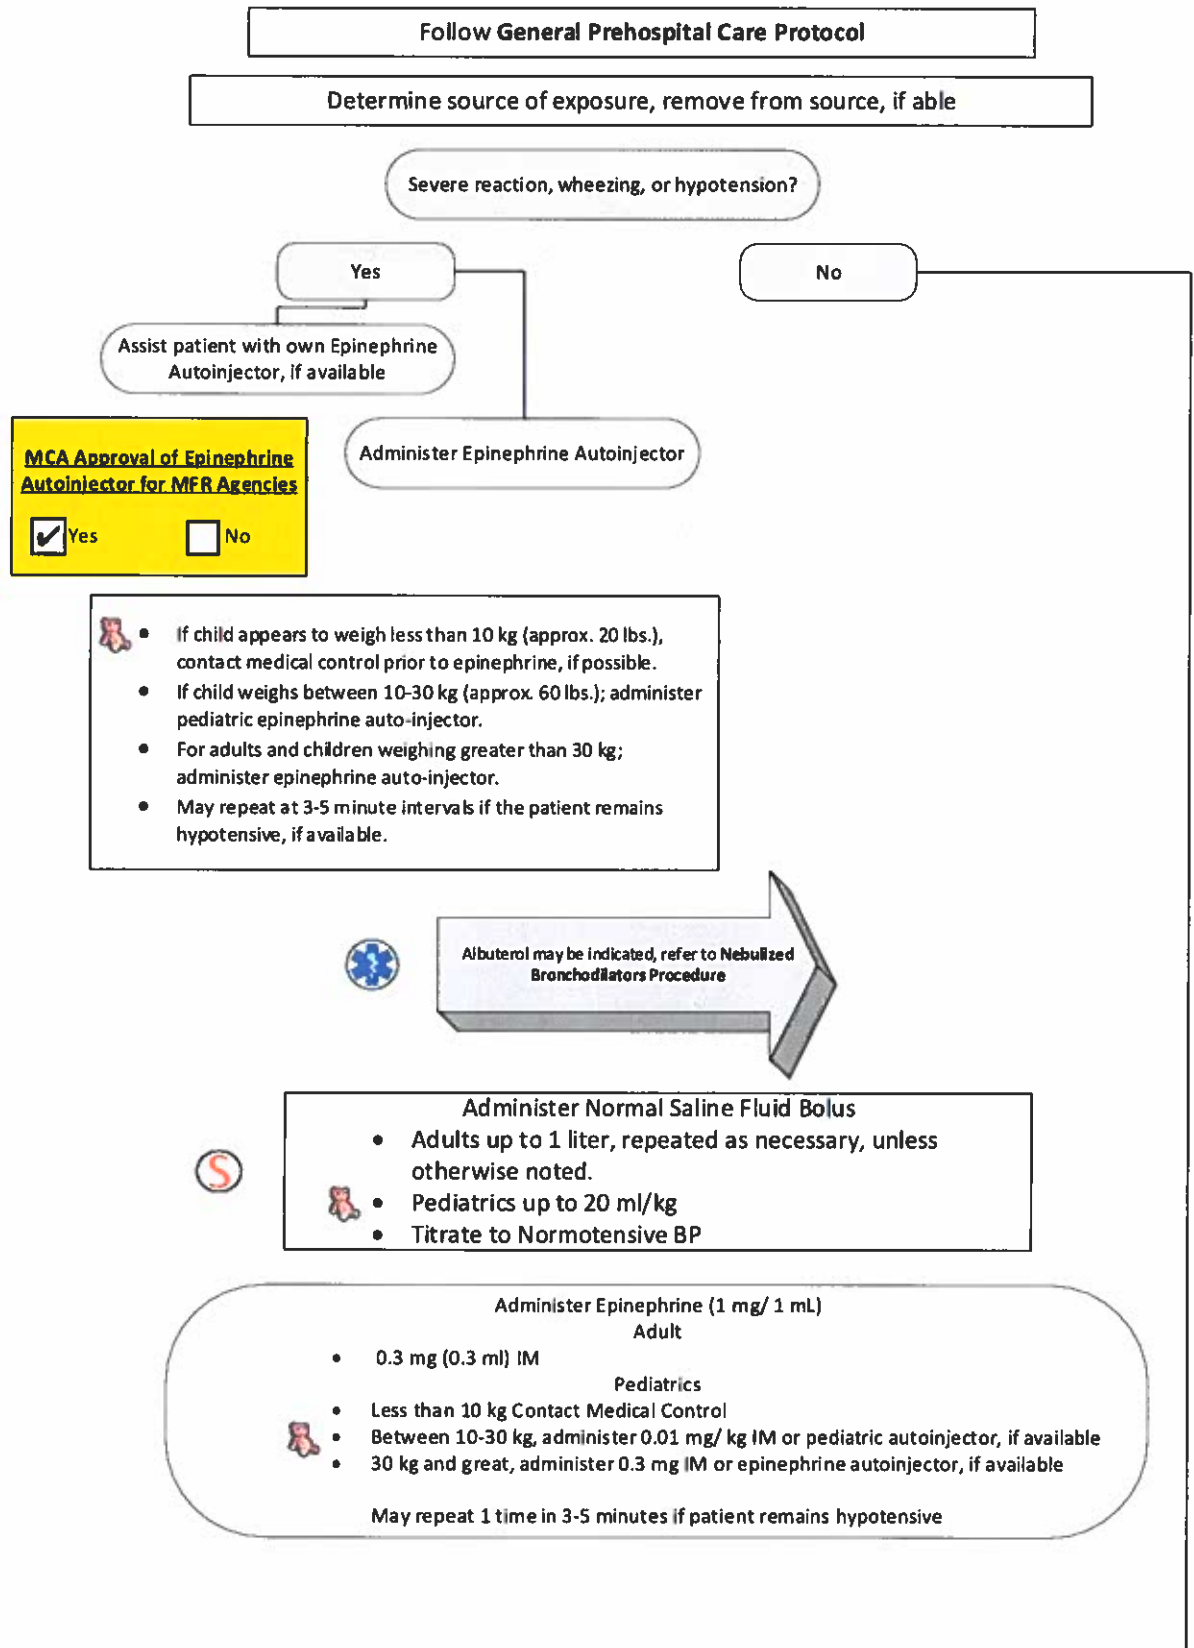 Follow General Prehospital Care Protocol
Determine source of exposure, remove from source, if able
Severe reaction, wheezing, or hypotension?
Yes
No
Assist patient with own Epinephrine
Autoinjector, if available
Administer Epinephrine Autoinjector
MCA Approval of Epinephrine
Autoinjector for MFR Agencies
✔ Yes No
• If child appears to weigh less than 10 kg (approx. 20 lbs.),
contact medical control prior to epinephrine, if possible.
• If child weighs between 10-30 kg (approx. 60 lbs.); administer
pediatric epinephrine auto-injector.
• For adults and children weighing greater than 30 kg;
administer epinephrine auto-injector.
• May repeat at 3-5 minute intervals if the patient remains
hypotensive, if available.
Albuterol may be indicated, refer to Nebulized
Bronchodilators Procedure
S
Administer Normal Saline Fluid Bolus
• Adults up to 1 liter, repeated as necessary, unless
otherwise noted.
• Pediatrics up to 20 ml/kg
• Titrate to Normotensive BP
Administer Epinephrine (1 mg/ 1 mL)
Adult
• 0.3 mg (0.3 ml) IM
Pediatrics
• Less than 10 kg Contact Medical Control
• Between 10-30 kg, administer 0.01 mg/ kg IM or pediatric autoinjector, if available
• 30 kg and great, administer 0.3 mg IM or epinephrine autoinjector, if available
May repeat 1 time in 3-5 minutes if patient remains hypotensive